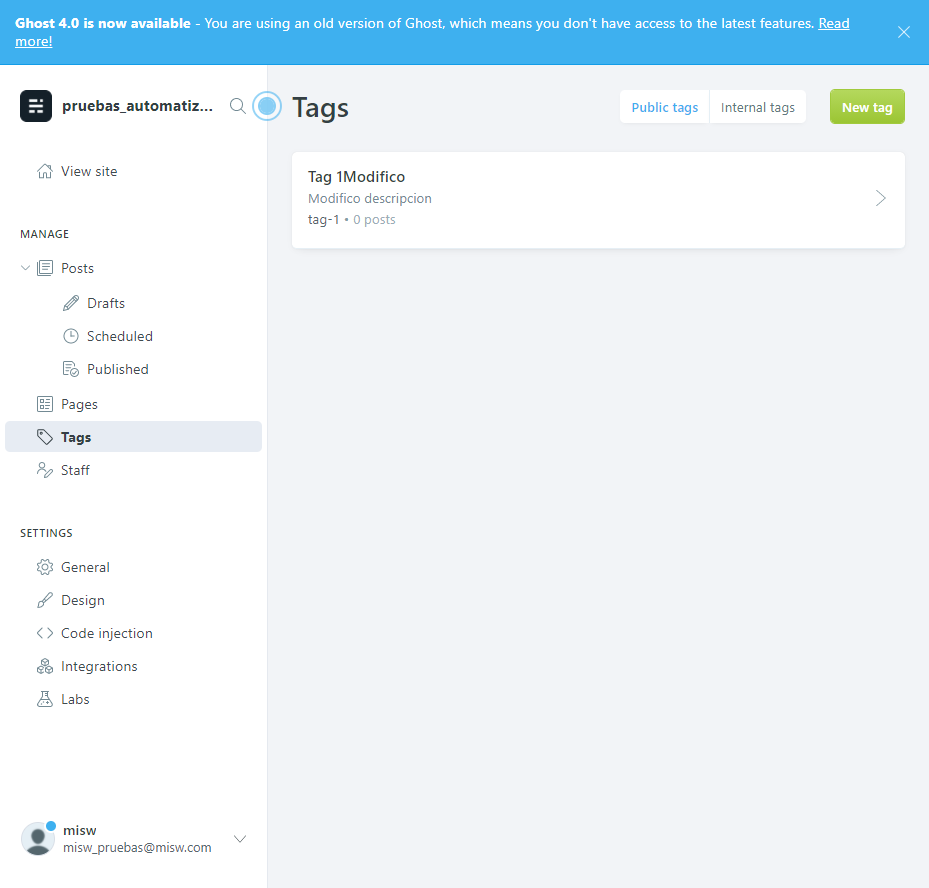 Ghost 4.0 is now available - You are using an old version of Ghost, which means you don't have access to the latest features. Read
more!
pruebas_automatiz...
Tags
Public tags
Internal tags
New tag
View site
Tag 1Modifico
Modifico descripcion
tag-1 • 0 posts
MANAGE
Posts
Drafts
Scheduled
Published
Pages
Tags
Staff
SETTINGS
General
Design
Code injection
Integrations
Labs
misw
misw_pruebas@misw.com